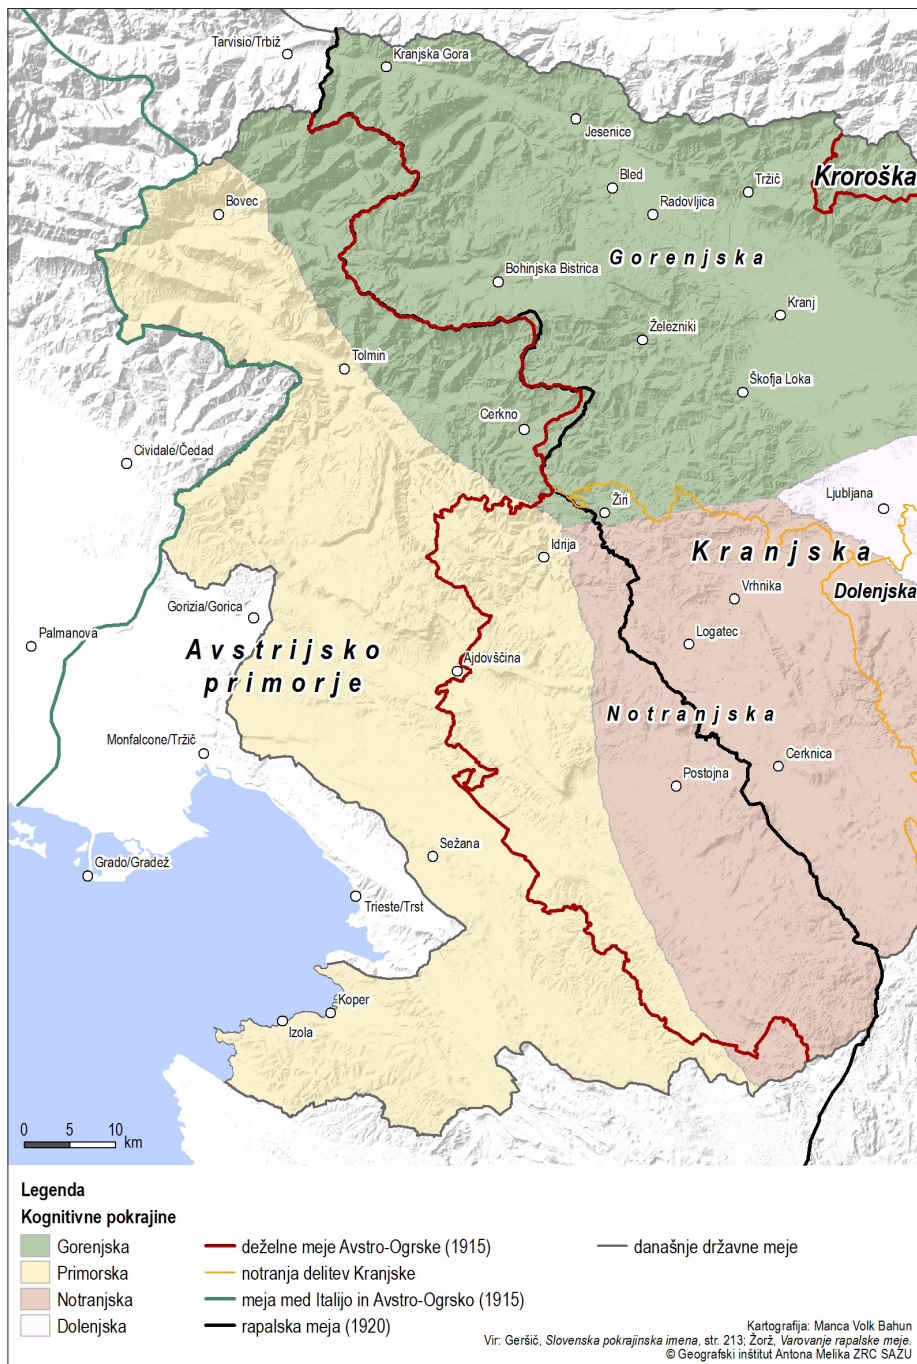 Tarvisio/Trbiž
Kranjska Gora
Jesenice
Bled
Tržič
Kroroška
Radovljica
Bovec
Gorenjska
Bohinjska Bistrica
Kranj
Železniki
Tolmin
Škofja Loka
Cerkno
Cividale/Čedad
Ljubljana
Žiri
Idrija
Kranjska
Vrhnika
Dolenjska
Gorizia/Gorica
Palmanova
Logatec
Avstrijsko
primorje
Ajdovščina
Notranjska
Monfalcone/Tržič
Cerknica
Postojna
Sežana
Grado/Gradež
Trieste/Trst
Koper
Izola
0 5 10
km
Legenda
Kognitivne pokrajine
Gorenjska
Primorska
Notranjska
Dolenjska
deželne meje Avstro-Ogrske (1915)
notranja delitev Kranjske
meja med Italijo in Avstro-Ogrsko (1915)
rapalska meja (1920)
današnje državne meje
Kartografija: Manca Volk Bahun
Vir: Geršič, Slovenska pokrajinska imena, str. 213; Žorž, Varovanje rapalske meje.
© Geografski inštitut Antona Melika ZRC SAZU